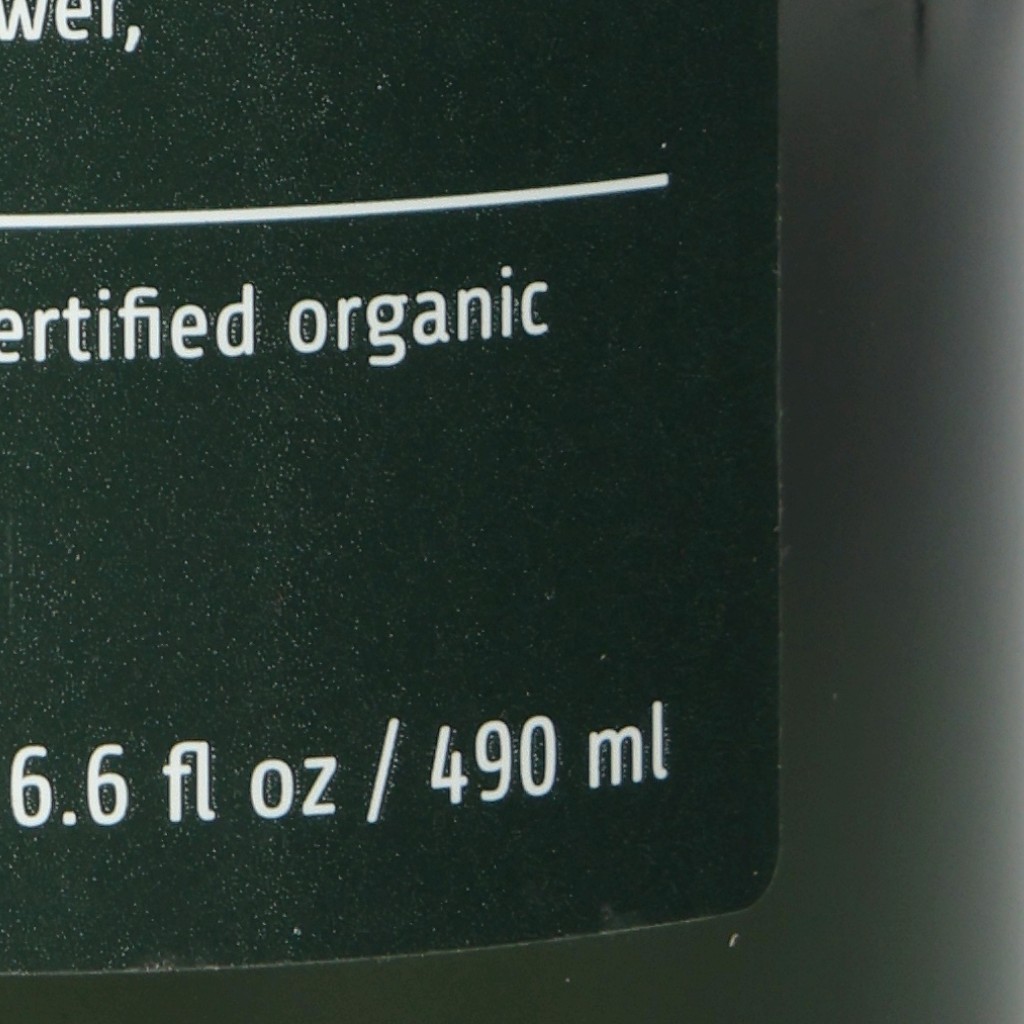 wer,
ertified organic
6.6 fl oz / 490 ml